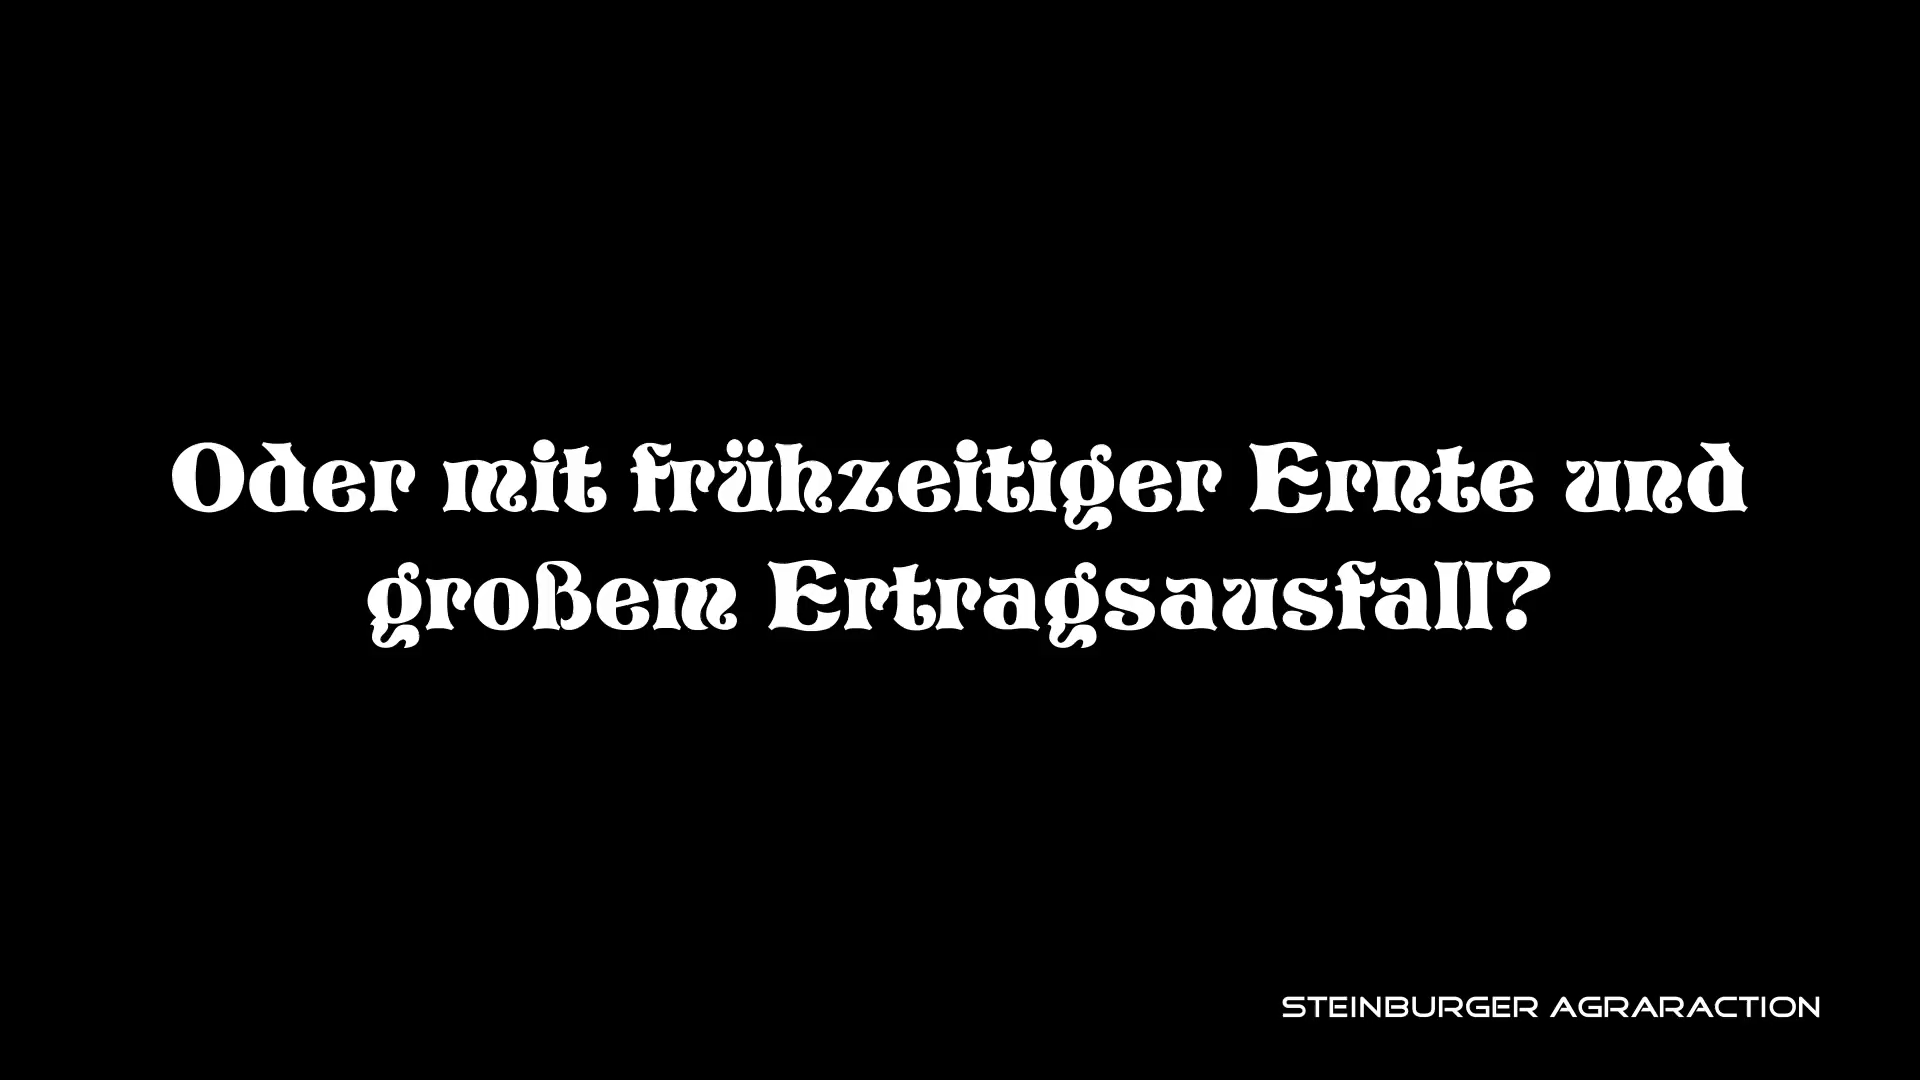 Oder mit frühzeitiger Ernte und
großem Ertragsausfall?
STEINBURGER AGRARACTION